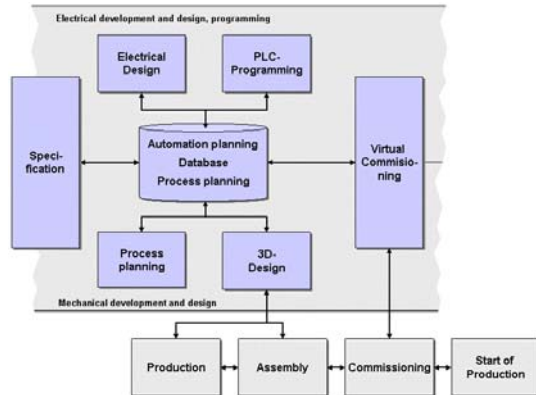 Electrical development and design, programming
Electrical
Design
PLC-
Programming
Speci-
fication
Automation planning
Database
Process planning
Virtual
Commisio-
ning
Process
planning
3D-
Design
Mechanical development and design
Production
Assembly
Commissioning
Start of
Production